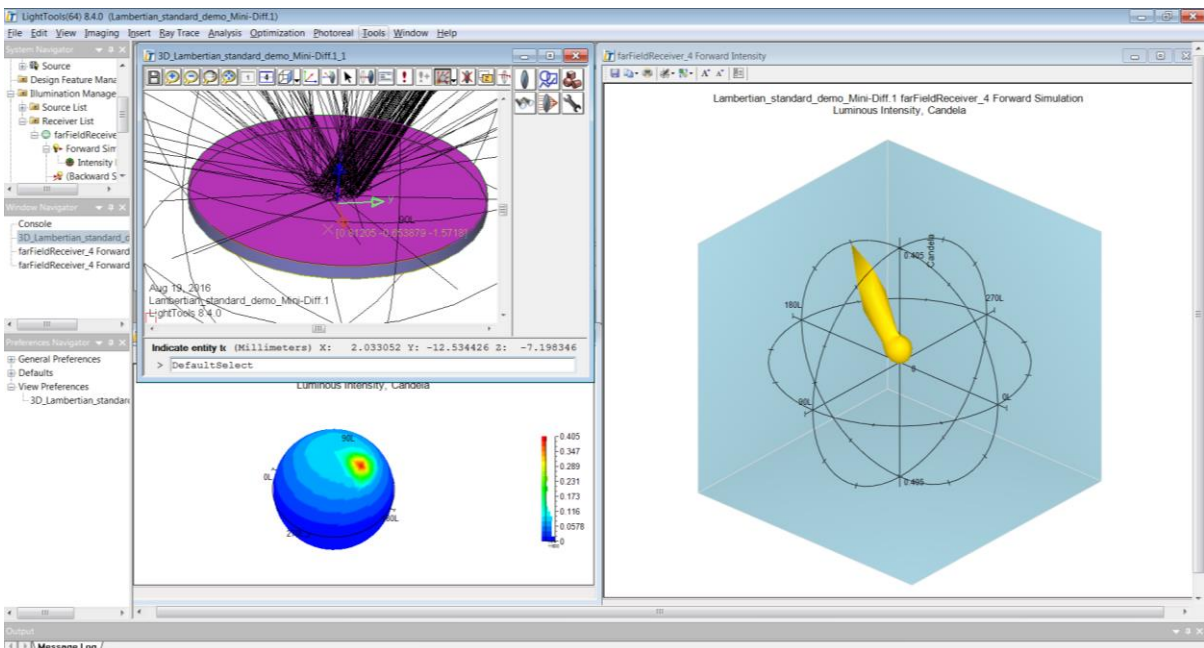 LightTools(64) 8.4.0 (Lambertian_standard_demo_Mini-Diff.1)
File Edit View Imaging Insert Ray Trace Analysis Optimization Photoreal Tools Window Help
System Navigator
Source
Design Feature Mana
Illumination Manage
Source List
Receiver List
farFieldReceive
Forward Sim
Intensity
(Backward S
Window Navigator
Console
3D_Lambertian_standard_d
farFieldReceiver_4 Forward
farFieldReceiver_4 Forward
Preferences Navigator
General Preferences
Defaults
View Preferences
3D_Lambertian_standar
3D_Lambertian_standard_demo_Mini-Diff.1_1
Y
90L
Aug 19, 2016
Lambertian_standard_demo_Mini-Diff.1
LightTools 8.4.0
Indicate entity to (Millimeters) X: 2.033052 Y: -12.534426 Z: -7.198346
> DefaultSelect
Luminous Intensity, Candela
90L
0L
0.405
0.347
0.289
0.231
0.173
0.116
0.0578
0
farFieldReceiver_4 Forward Intensity
Lambertian_standard_demo_Mini-Diff.1 farFieldReceiver_4 Forward Simulation
Luminous Intensity, Candela
0.405
Candela
180L
270L
90L
0L
0.405
Output
Message Log